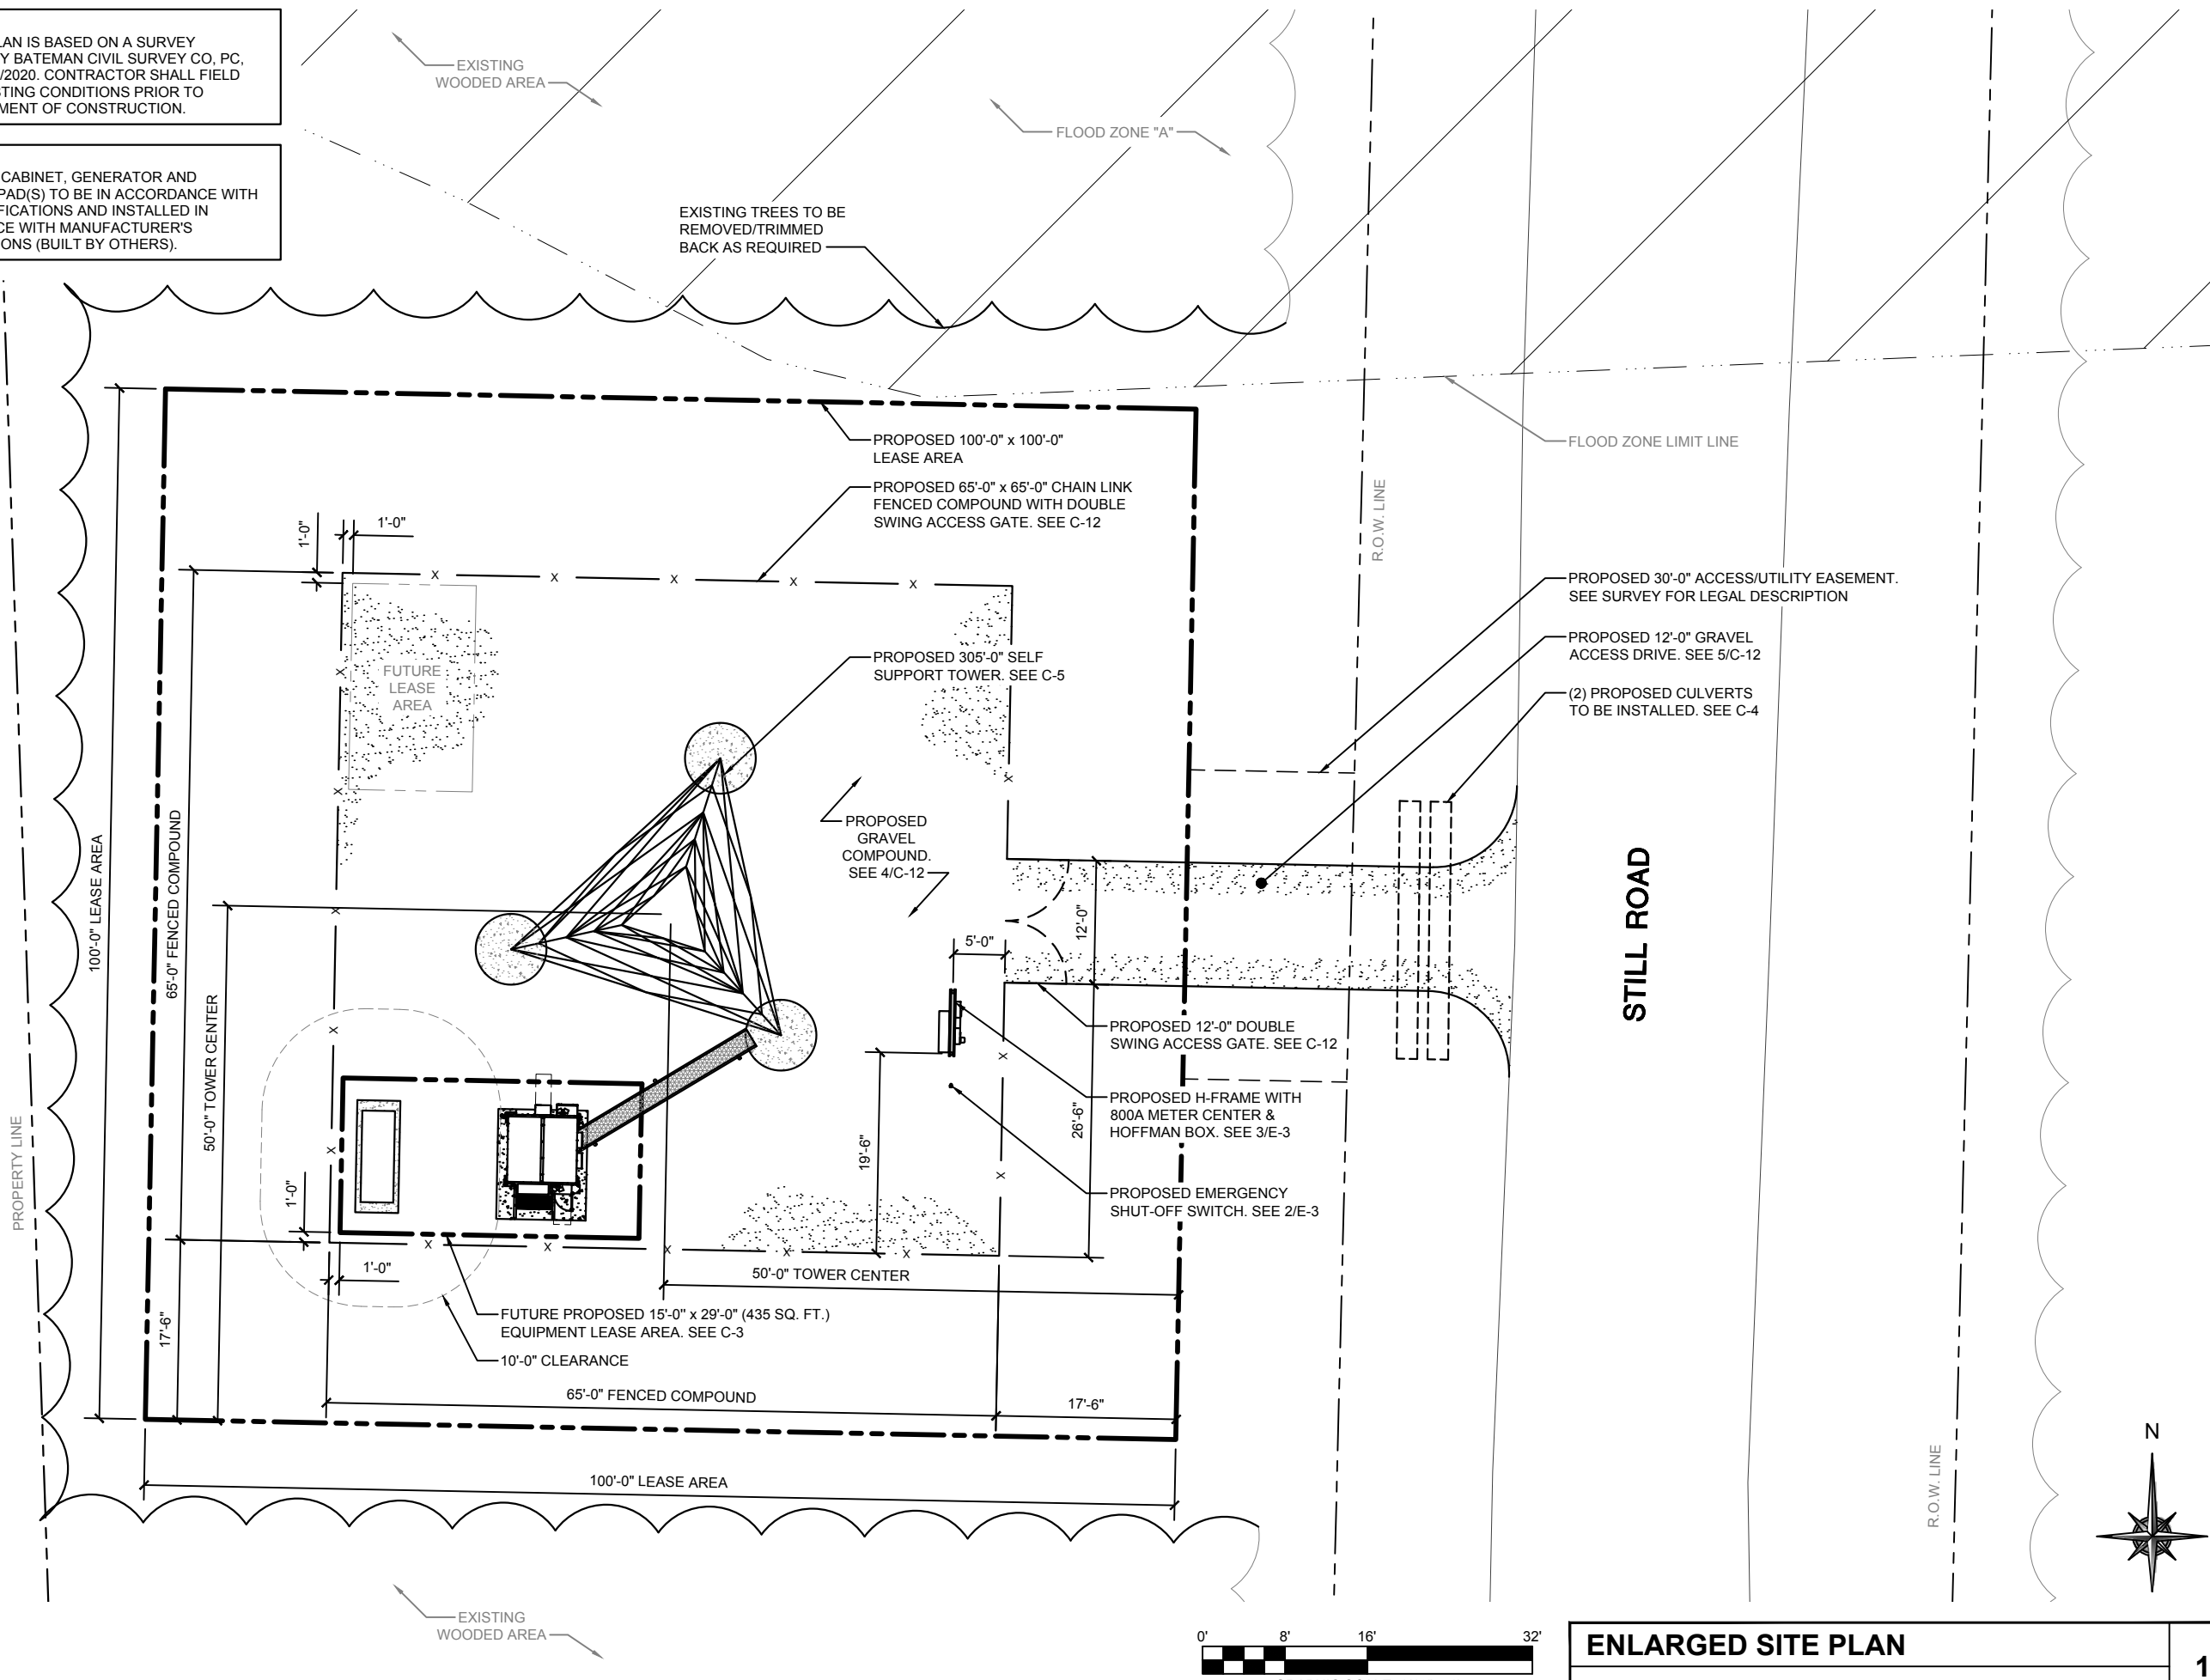 LAN IS BASED ON A SURVEY
Y BATEMAN CIVIL SURVEY CO, PC,
/2020. CONTRACTOR SHALL FIELD
STING CONDITIONS PRIOR TO
MENT OF CONSTRUCTION.
CABINET, GENERATOR AND
PAD(S) TO BE IN ACCORDANCE WITH
FICATIONS AND INSTALLED IN
CE WITH MANUFACTURER'S
ONS (BUILT BY OTHERS).
EXISTING
WOODED AREA
FLOOD ZONE "A"
EXISTING TREES TO BE
REMOVED/TRIMMED
BACK AS REQUIRED
PROPOSED 100'-0" x 100'-0"
LEASE AREA
FLOOD ZONE LIMIT LINE
PROPOSED 65'-0" x 65'-0" CHAIN LINK
FENCED COMPOUND WITH DOUBLE
SWING ACCESS GATE. SEE C-12
R.O.W. LINE
1'-0"
1'-0"
PROPOSED 30'-0" ACCESS/UTILITY EASEMENT.
SEE SURVEY FOR LEGAL DESCRIPTION
PROPOSED 12'-0" GRAVEL
ACCESS DRIVE. SEE 5/C-12
(2) PROPOSED CULVERTS
TO BE INSTALLED. SEE C-4
FUTURE
LEASE
AREA
PROPOSED 305'-0" SELF
SUPPORT TOWER. SEE C-5
PROPOSED
GRAVEL
COMPOUND.
SEE 4/C-12
100'-0" LEASE AREA
65'-0" FENCED COMPOUND
50'-0" TOWER CENTER
5'-0"
12'-0"
STILL ROAD
PROPOSED 12'-0" DOUBLE
SWING ACCESS GATE. SEE C-12
PROPOSED H-FRAME WITH
800A METER CENTER &
HOFFMAN BOX. SEE 3/E-3
PROPOSED EMERGENCY
SHUT-OFF SWITCH. SEE 2/E-3
PROPERTY LINE
19'-6"
26'-6"
1'-0"
1'-0"
50'-0" TOWER CENTER
FUTURE PROPOSED 15'-0" x 29'-0" (435 SQ. FT.)
EQUIPMENT LEASE AREA. SEE C-3
10'-0" CLEARANCE
17'-6"
65'-0" FENCED COMPOUND
17'-6"
100'-0" LEASE AREA
R.O.W. LINE
N
EXISTING
WOODED AREA
0' 8' 16' 32'
ENLARGED SITE PLAN
1